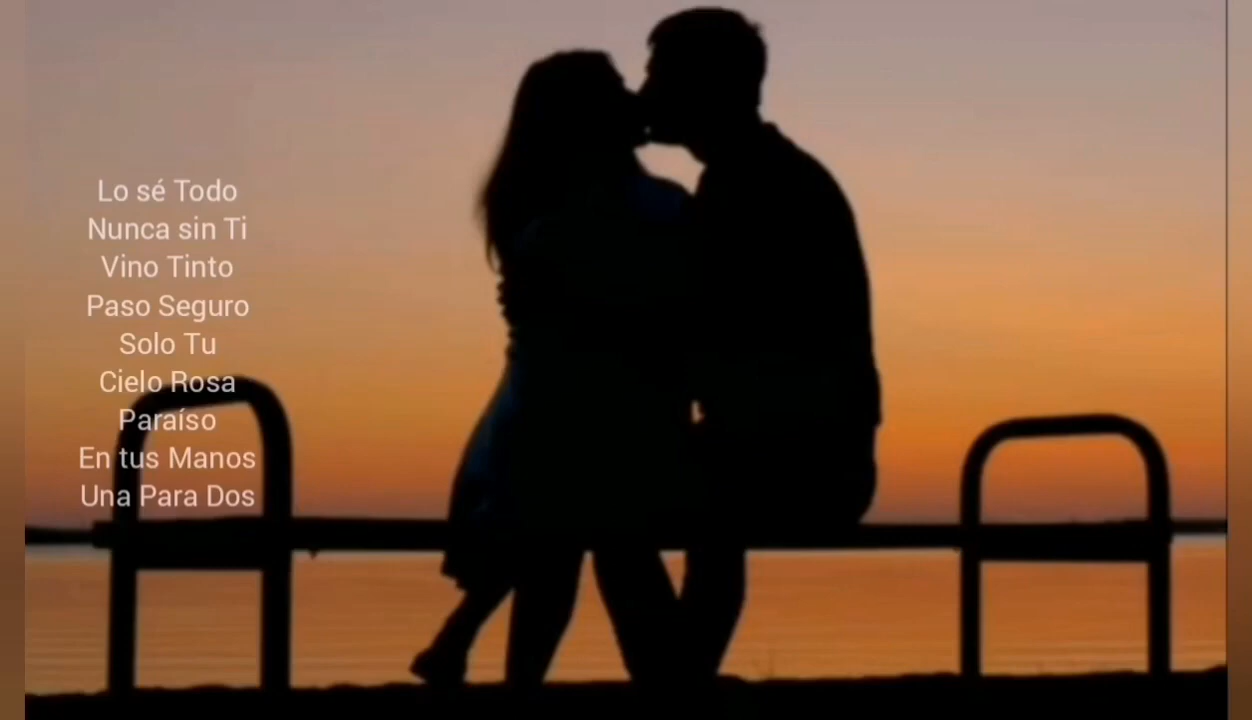 Lo sé Todo
Nunca sin Ti
Vino Tinto
Paso Seguro
Solo Tu
Cielo Rosa
Paraíso
En tus Manos
Una Para Dos